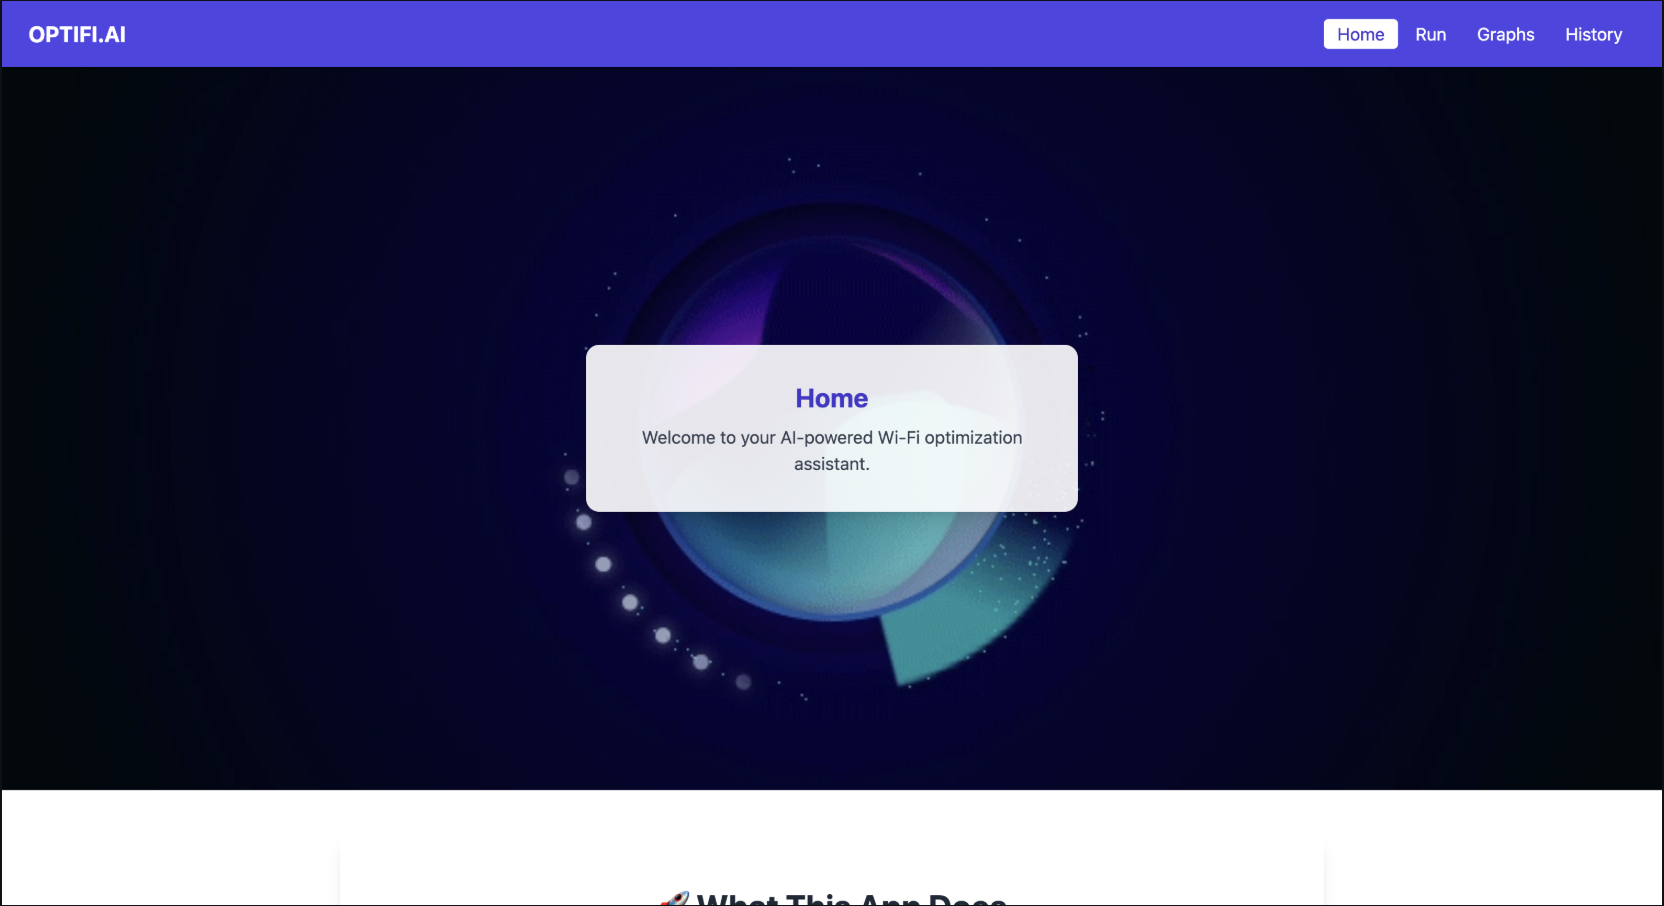 OPTIFI.AI
Home Run Graphs History
Home
Welcome to your AI-powered Wi-Fi optimization
assistant.
🚀 What This App Does